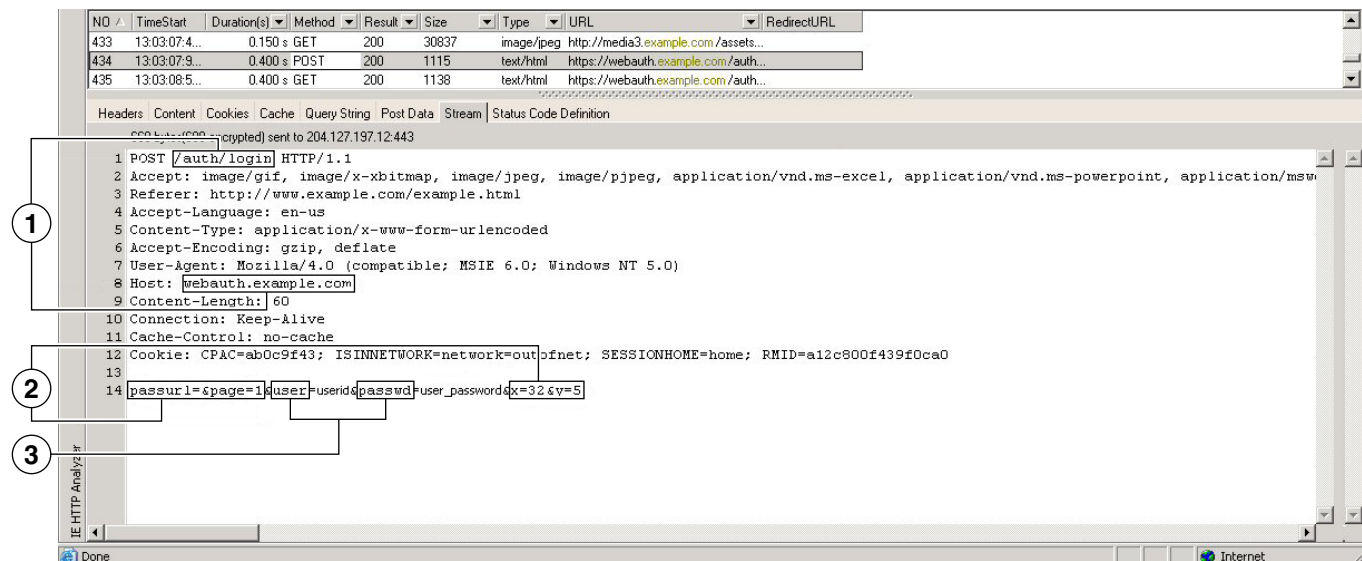 NO TimeStart Duration(s) Method Result Size Type URL RedirectURL
433 13:03:07:4... 0.150 s GET 200 30837 image/jpeg http://media3.example.com/assets...
434 13:03:07:9... 0.400 s POST 200 1115 text/html https://webauth.example.com/auth...
435 13:03:08:5... 0.400 s GET 200 1138 text/html https://webauth.example.com/auth...
Headers Content Cookies Cache Query String Post Data Stream Status Code Definition
encrypted) sent to 204.127.197.12:443
1 POST /auth/login HTTP/1.1
2 Accept: image/gif, image/x-xbitmap, image/jpeg, image/pjpeg, application/vnd.ms-excel, application/vnd.ms-powerpoint, application/msw
3 Referer: http://www.example.com/example.html
4 Accept-Language: en-us
5 Content-Type: application/x-www-form-urlencoded
6 Accept-Encoding: gzip, deflate
7 User-Agent: Mozilla/4.0 (compatible; MSIE 6.0; Windows NT 5.0)
8 Host: webauth.example.com
9 Content-Length: 60
10 Connection: Keep-Alive
11 Cache-Control: no-cache
12 Cookie: CPAC=ab0c9f43; ISINNETWORK=network=outofnet; SESSIONHOME=home; RMID=a12c800f439f0ca0
13
14 passurl=&page=1&user=userid&passwd=user_password&x=32&y=5
1
2
3
IE HTTP Analyzer
Done
Internet